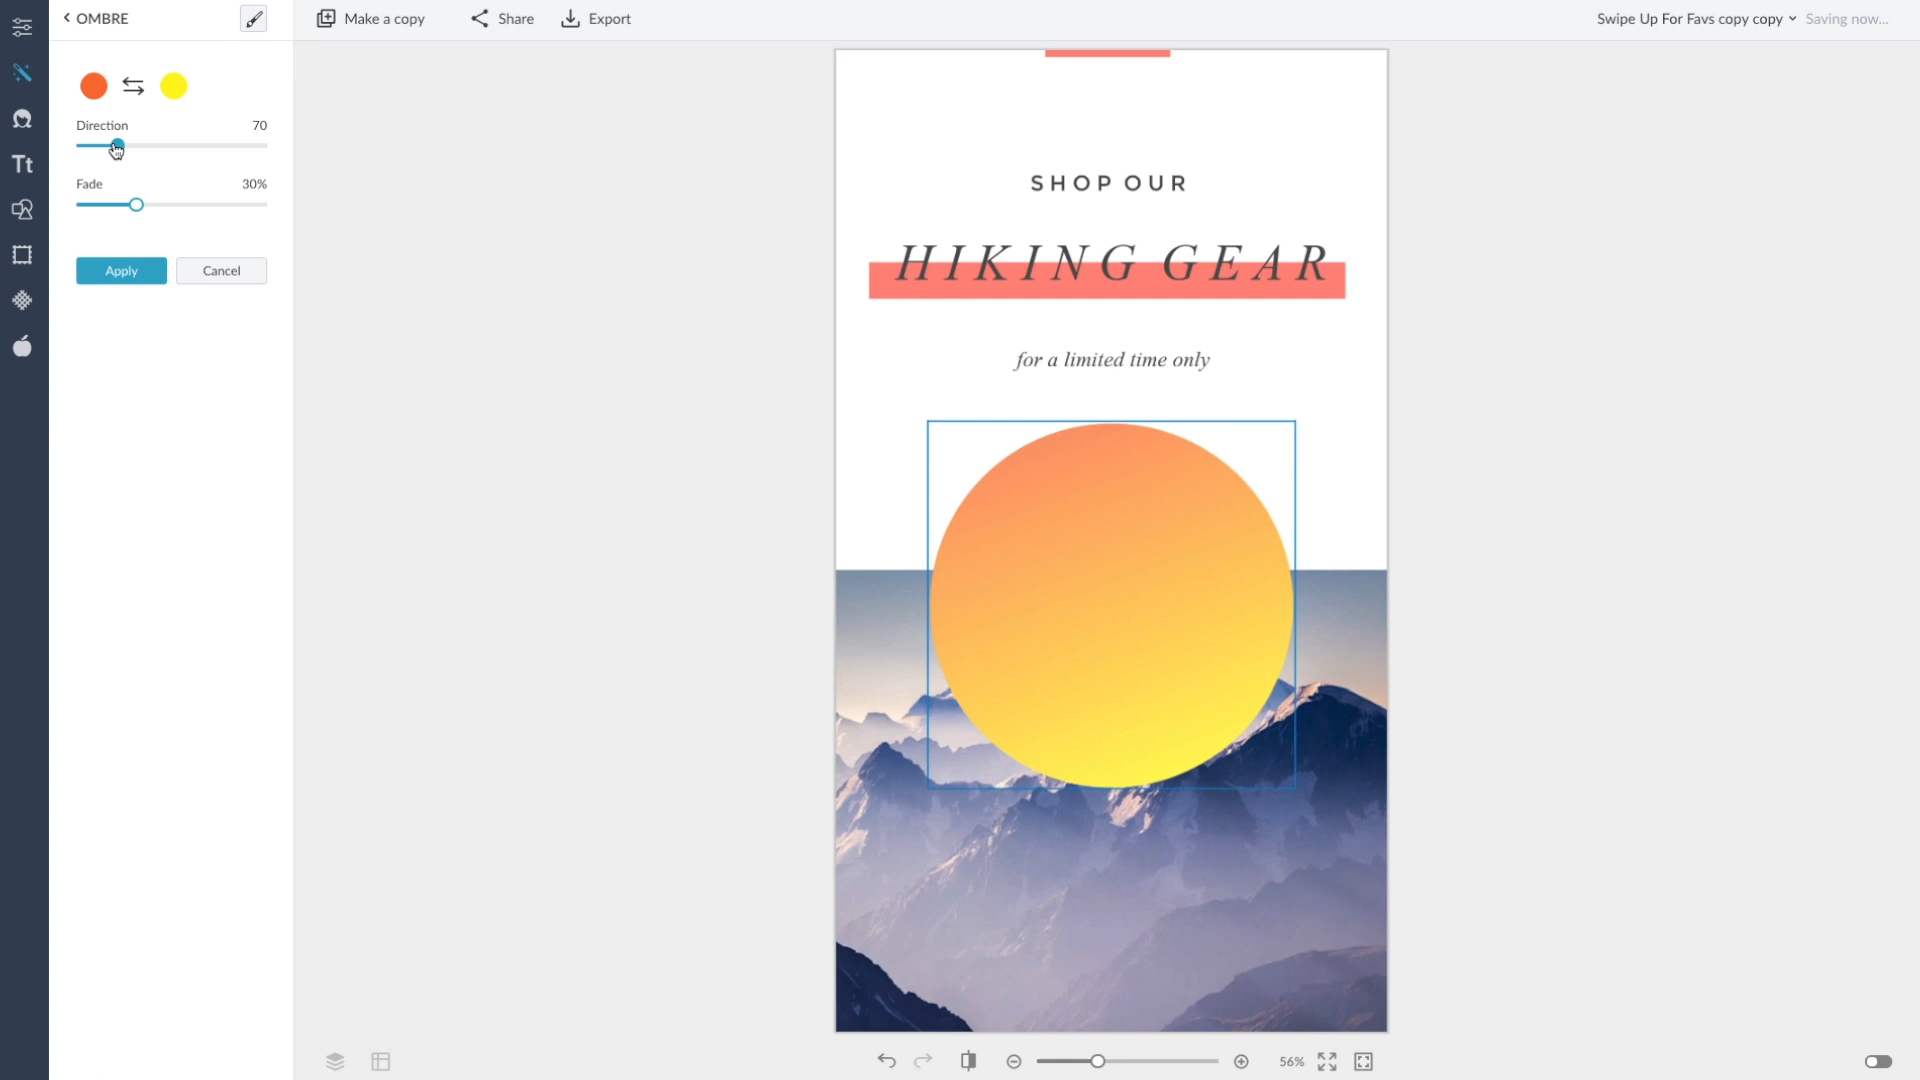 OMBRE
Make a copy
Share
Export
Swipe Up For Favs copy copy
Saving now...
Direction 70
Fade 30%
Apply
Cancel
Tt
SHOP OUR
HIKING GEAR
for a limited time only
56%